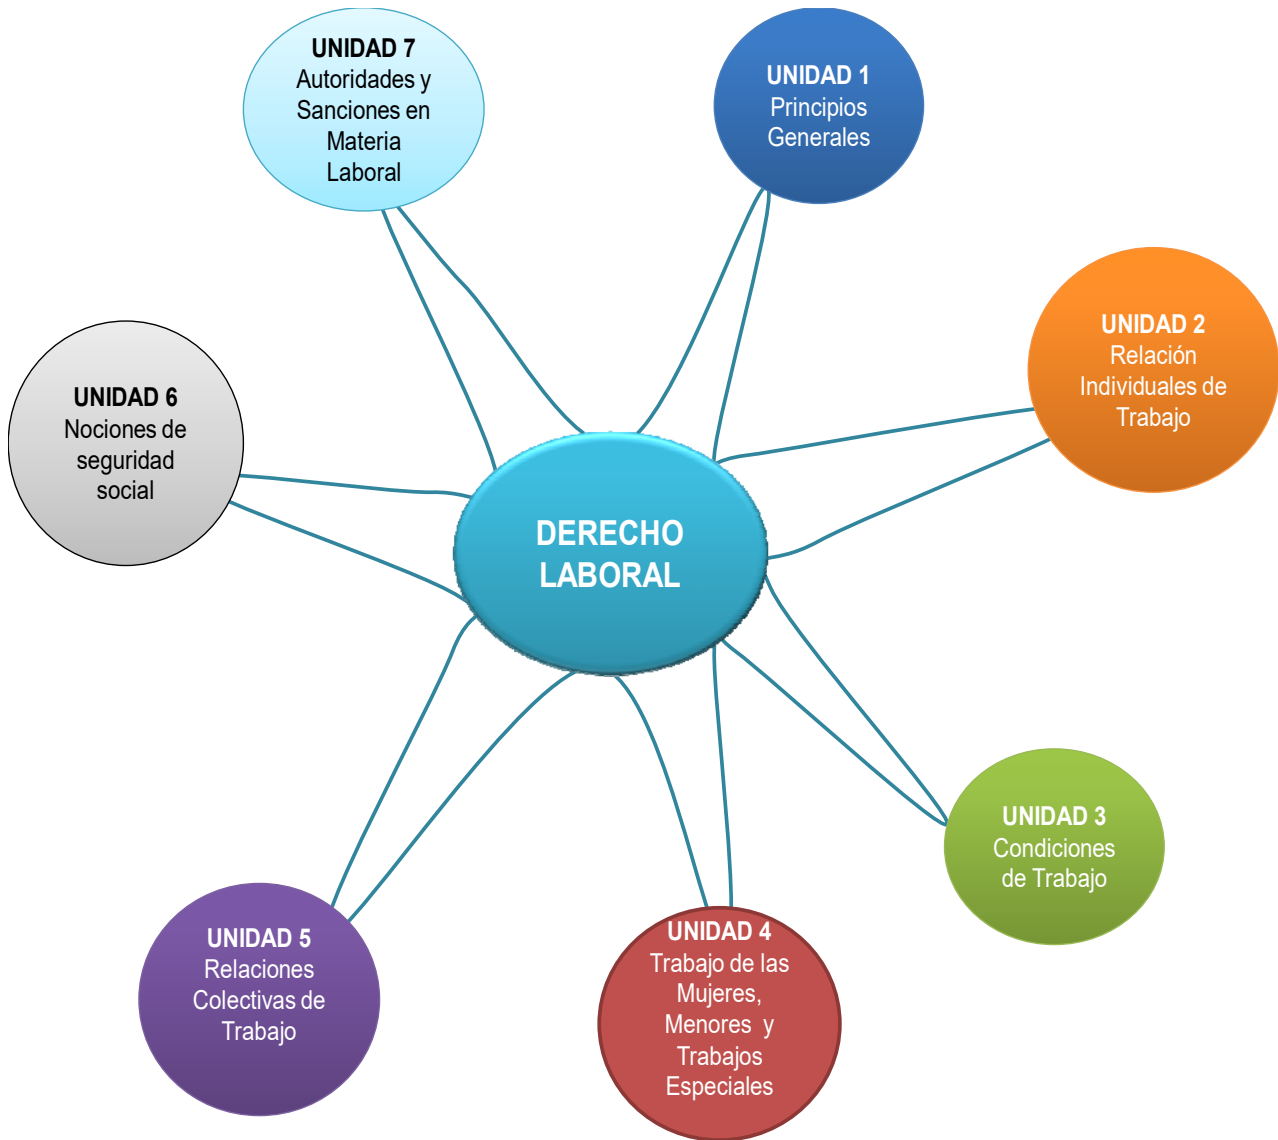 UNIDAD 7
Autoridades y
Sanciones en
Materia
Laboral
UNIDAD 1
Principios
Generales
UNIDAD 2
Relación
Individuales de
Trabajo
UNIDAD 6
Nociones de
seguridad
social
DERECHO
LABORAL
UNIDAD 3
Condiciones
de Trabajo
UNIDAD 5
Relaciones
Colectivas de
Trabajo
UNIDAD 4
Trabajo de las
Mujeres,
Menores y
Trabajos
Especiales